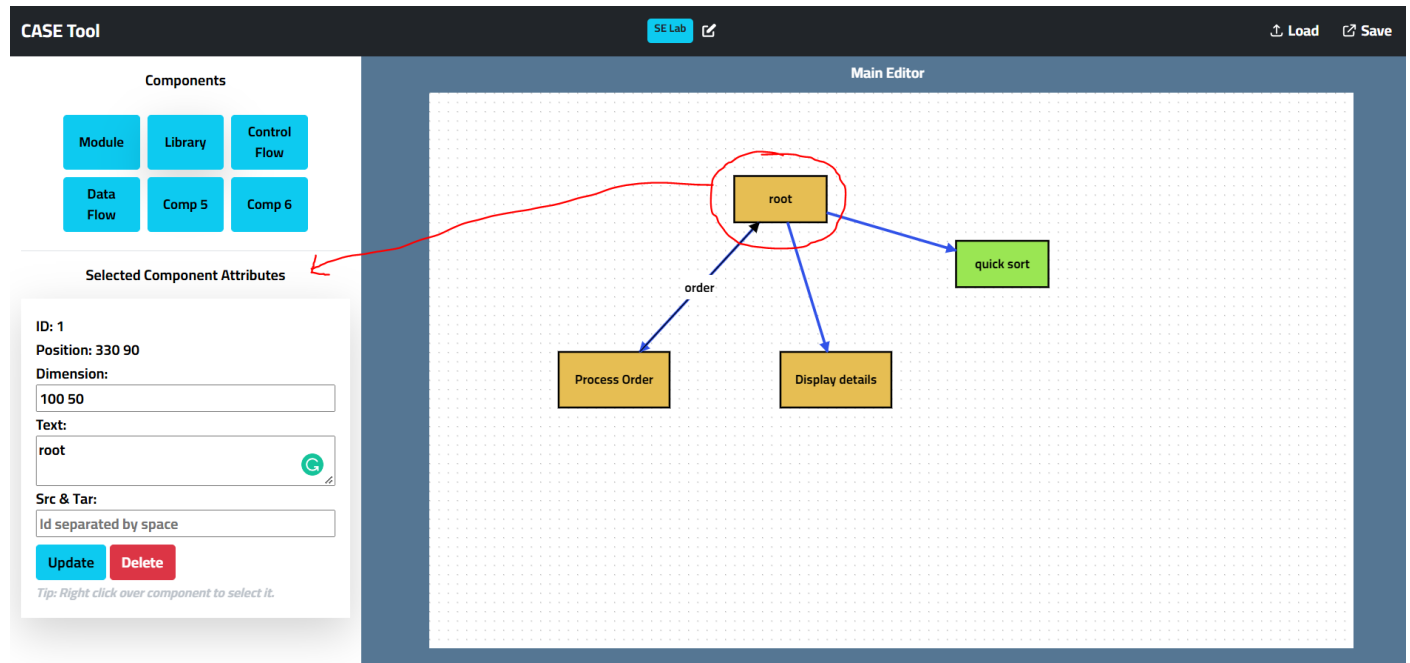 CASE Tool
SE Lab
Load
Save
Components
Module
Library
Control
Flow
Data
Flow
Comp 5
Comp 6
Selected Component Attributes
ID: 1
Position: 330 90
Dimension:
100 50
Text:
root
Src & Tar:
Id separated by space
Update
Delete
Tip: Right click over component to select it.
Main Editor
root
quick sort
order
Process Order
Display details